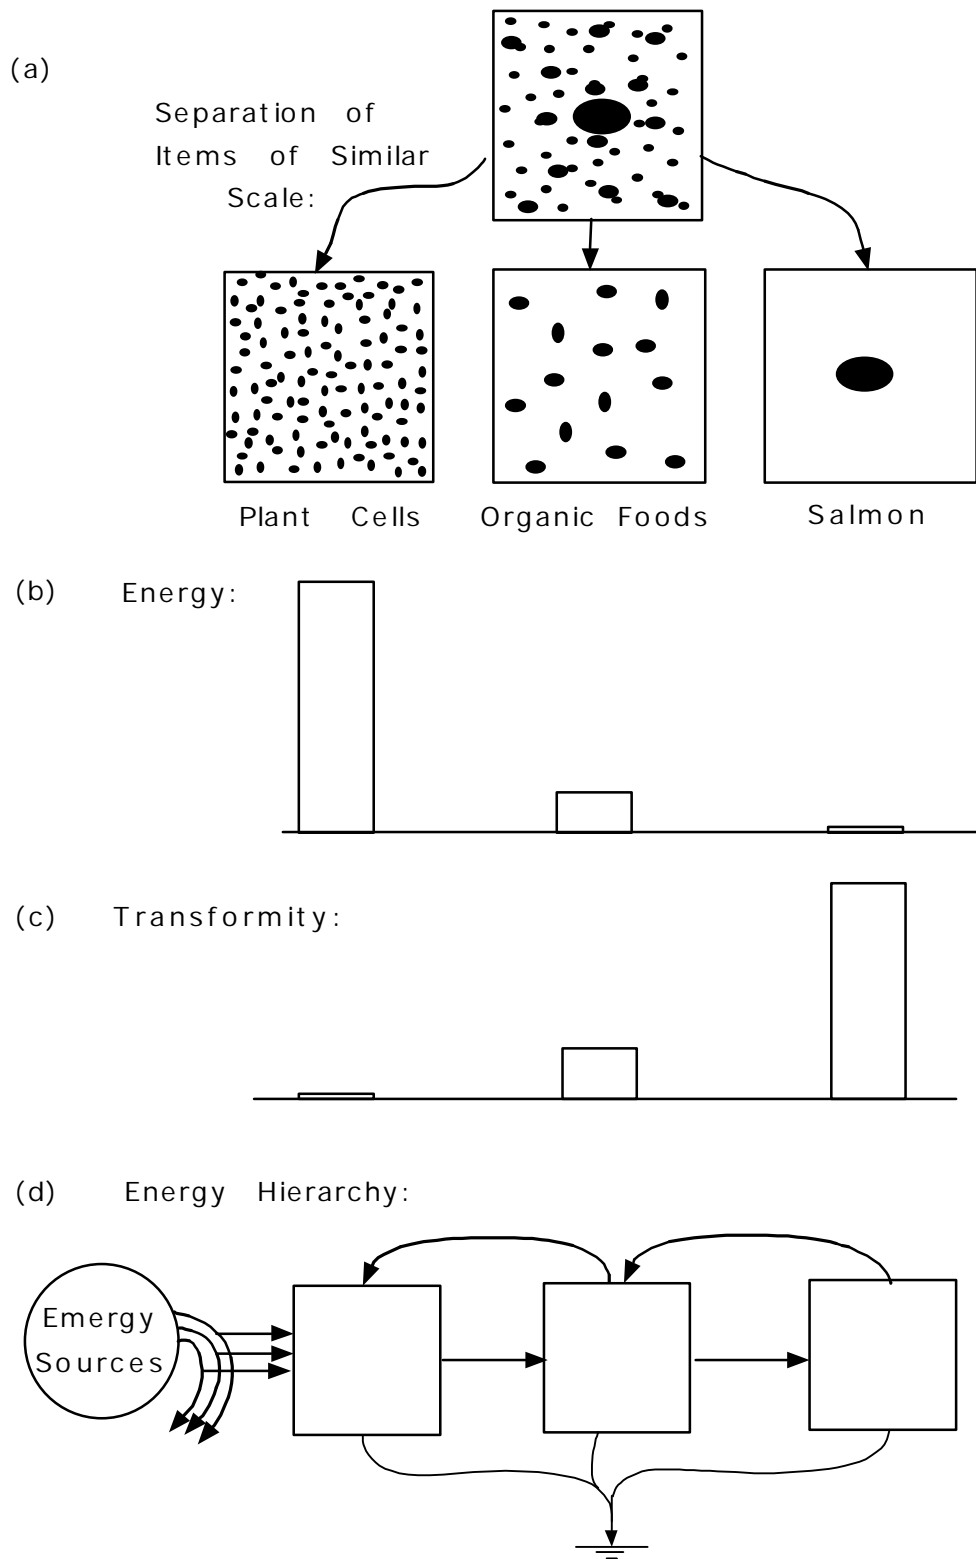 (a)
Separation of
Items of Similar
Scale:
Plant Cells
Organic Foods
Salmon
(b) Energy:
(c) Transformity:
(d) Energy Hierarchy:
Emergy
Sources